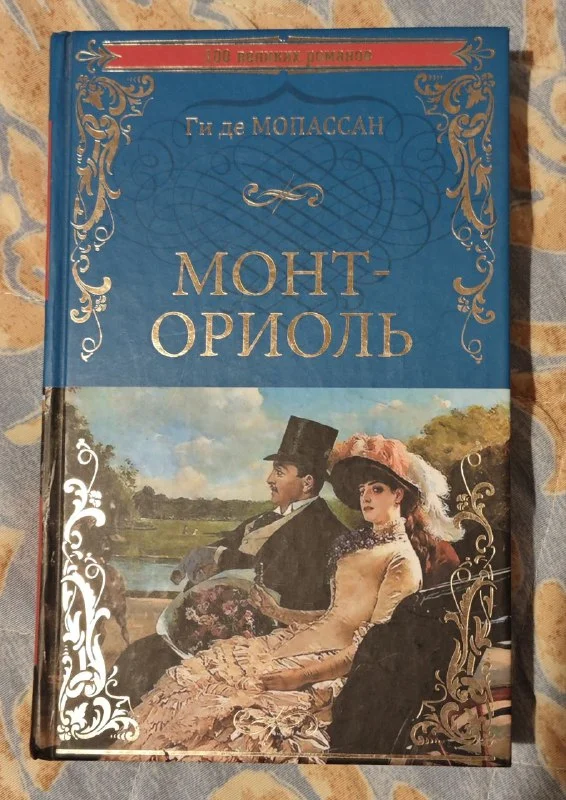 100 великих романов
Ги де МОПАССАН
МОНТ-
ОРИОЛЬ